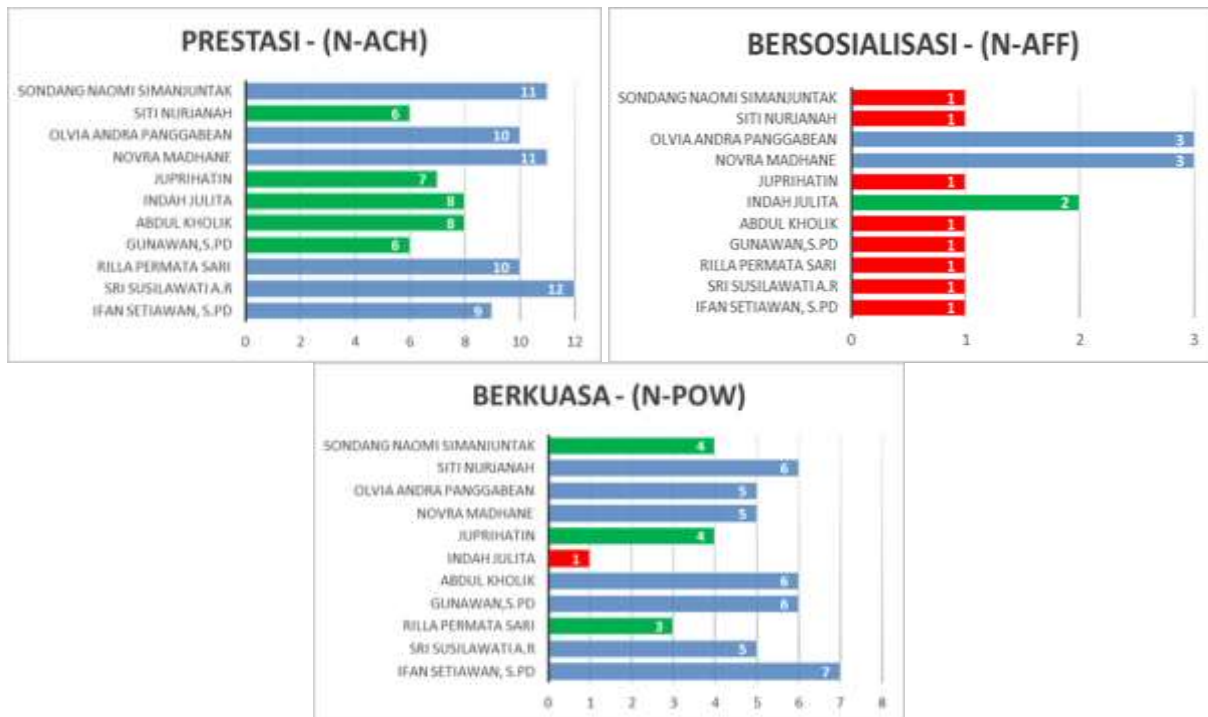 PRESTASI - (N-ACH)
SONDANG NAOMI SIMANJUNTAK 11
SITI NURJANAH 6
OLVIA ANDRA PANGGABEAN 10
NOVRA MADHANE 11
JUPRIHATIN 7
INDAH JULITA 8
ABDUL KHOLIK 8
GUNAWAN,S.PD 6
RILLA PERMATA SARI 10
SRI SUSILAWATI A.R 12
IFAN SETIAWAN, S.PD 9
0 2 4 6 8 10 12
BERSOSIALISASI - (N-AFF)
SONDANG NAOMI SIMANJUNTAK 1
SITI NURJANAH 1
OLVIA ANDRA PANGGABEAN 3
NOVRA MADHANE 3
JUPRIHATIN 1
INDAH JULITA 2
ABDUL KHOLIK 1
GUNAWAN,S.PD 1
RILLA PERMATA SARI 1
SRI SUSILAWATI A.R 1
IFAN SETIAWAN, S.PD 1
0 1 2 3
BERKUASA - (N-POW)
SONDANG NAOMI SIMANJUNTAK 4
SITI NURJANAH 6
OLVIA ANDRA PANGGABEAN 5
NOVRA MADHANE 5
JUPRIHATIN 4
INDAH JULITA 1
ABDUL KHOLIK 6
GUNAWAN,S.PD 6
RILLA PERMATA SARI 3
SRI SUSILAWATI A.R 5
IFAN SETIAWAN, S.PD 7
0 1 2 3 4 5 6 7 8